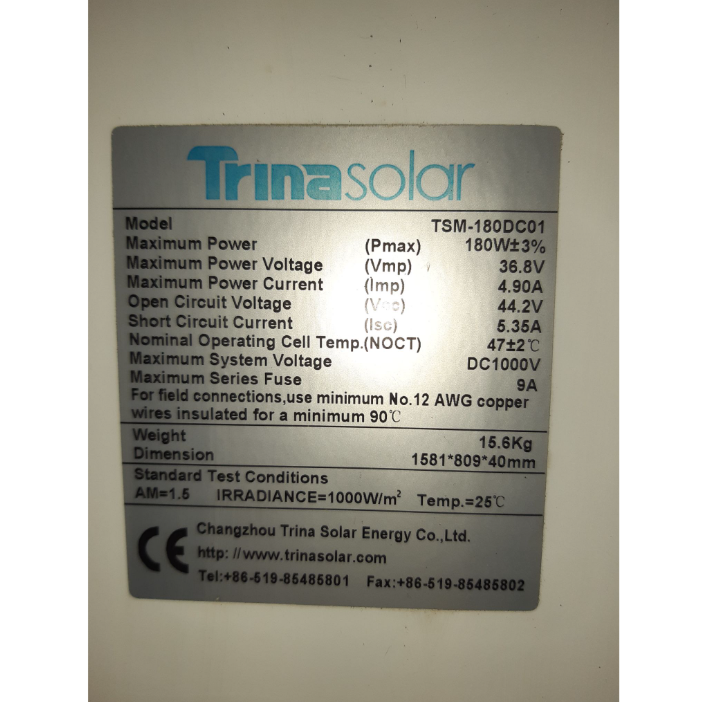 Trinasolar
Model TSM-180DC01
Maximum Power (Pmax) 180W±3%
Maximum Power Voltage (Vmp) 36.8V
Maximum Power Current (Imp) 4.90A
Open Circuit Voltage (Voc) 44.2V
Short Circuit Current (Isc) 5.35A
Nominal Operating Cell Temp.(NOCT) 47±2℃
Maximum System Voltage DC1000V
Maximum Series Fuse 9A
For field connections,use minimum No.12 AWG copper
wires insulated for a minimum 90℃
Weight 15.6Kg
Dimension 1581*809*40mm
Standard Test Conditions
AM=1.5 IRRADIANCE=1000W/m² Temp.=25℃
CE
Changzhou Trina Solar Energy Co.,Ltd.
http: //www.trinasolar.com
Tel:+86-519-85485801 Fax:+86-519-85485802